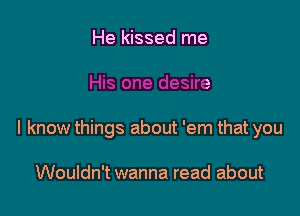 He kissed me
His one desire
I know things about 'em that you
Wouldn't wanna read about